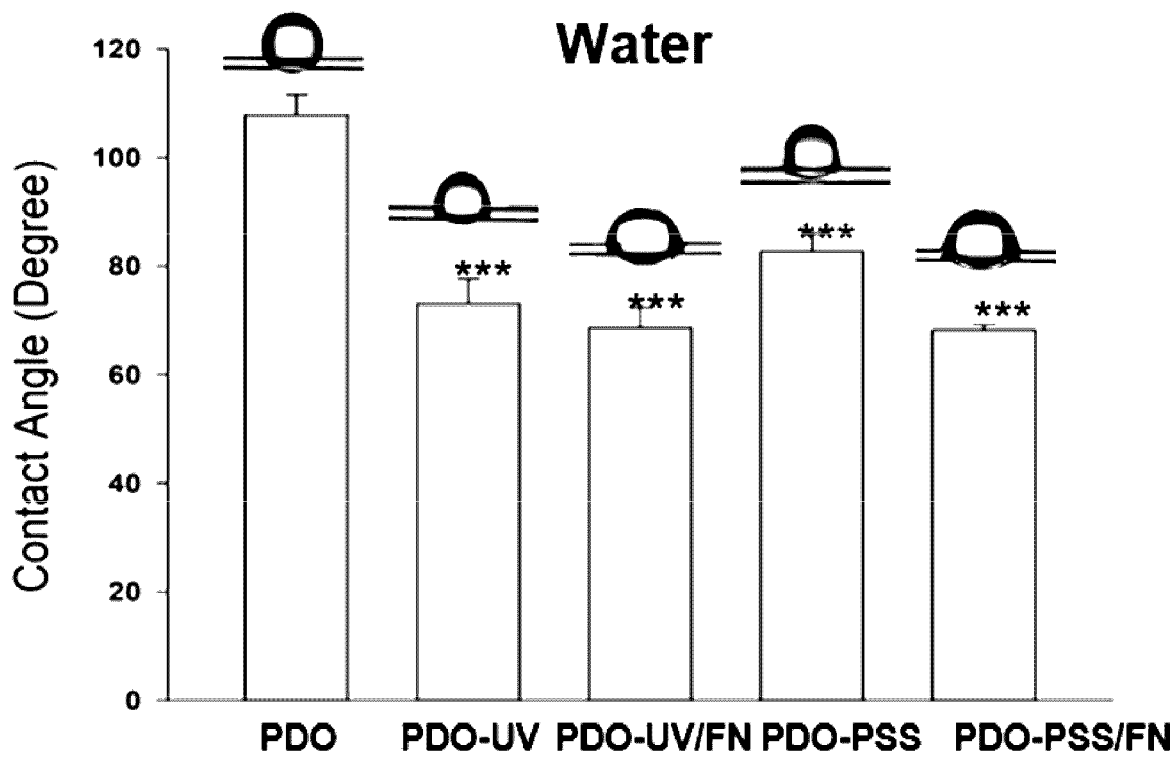 Water
Contact Angle (Degree)
120
100
80
60
40
20
0
***
***
***
***
PDO
PDO-UV
PDO-UV/FN
PDO-PSS
PDO-PSS/FN